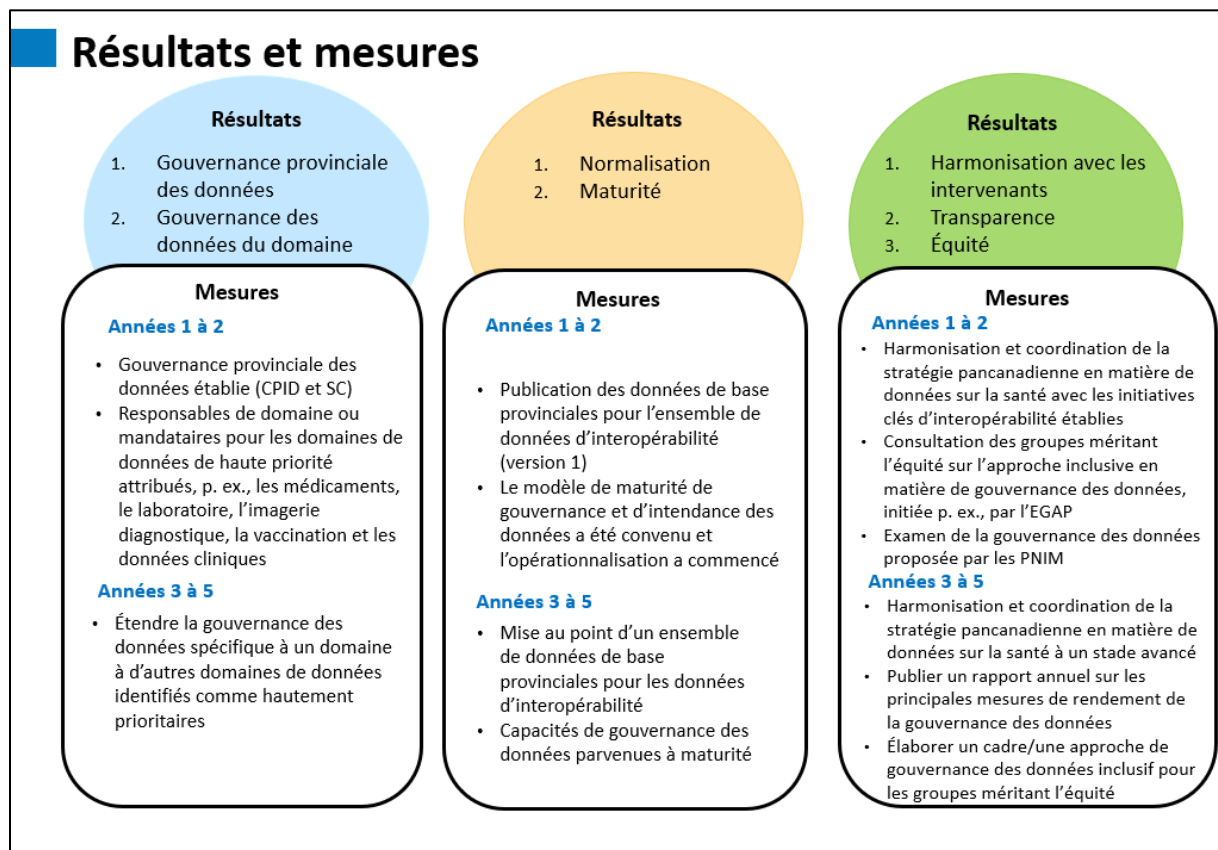 Résultats et mesures
Résultats
1. Gouvernance provinciale
des données
2. Gouvernance des
données du domaine
Mesures
Années 1 à 2
• Gouvernance provinciale des
données établie (CPID et SC)
• Responsables de domaine ou
mandataires pour les domaines de
données de haute priorité
attribués, p. ex., les médicaments,
le laboratoire, l'imagerie
diagnostique, la vaccination et les
données cliniques
Années 3 à 5
• Étendre la gouvernance des
données spécifique à un domaine
à d'autres domaines de données
identifiés comme hautement
prioritaires
Résultats
1. Normalisation
2. Maturité
Mesures
Années 1 à 2
• Publication des données de base
provinciales pour l'ensemble de
données d'interopérabilité
(version 1)
• Le modèle de maturité de
gouvernance et d'intendance des
données a été convenu et
l'opérationnalisation a commencé
Années 3 à 5
• Mise au point d'un ensemble
de données de base
provinciales pour les données
d'interopérabilité
• Capacités de gouvernance des
données parvenues à maturité
Résultats
1. Harmonisation avec les
intervenants
2. Transparence
3. Équité
Mesures
Années 1 à 2
• Harmonisation et coordination de la
stratégie pancanadienne en matière de
données sur la santé avec les initiatives
clés d'interopérabilité établies
• Consultation des groupes méritant
l'équité sur l'approche inclusive en
matière de gouvernance des données,
initiée p. ex., par l'EGAP
• Examen de la gouvernance des données
proposée par les PNIM
Années 3 à 5
• Harmonisation et coordination de la
stratégie pancanadienne en matière de
données sur la santé à un stade avancé
• Publier un rapport annuel sur les
principales mesures de rendement de
la gouvernance des données
• Élaborer un cadre/une approche de
gouvernance des données inclusif pour
les groupes méritant l'équité